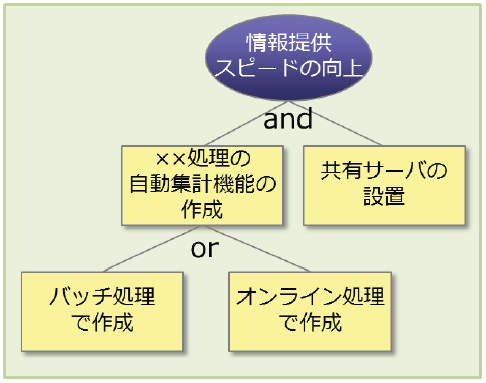 情報提供
スピードの向上
and
××処理の
自動集計機能の
作成
共有サーバの
設置
or
バッチ処理
で作成
オンライン処理
で作成